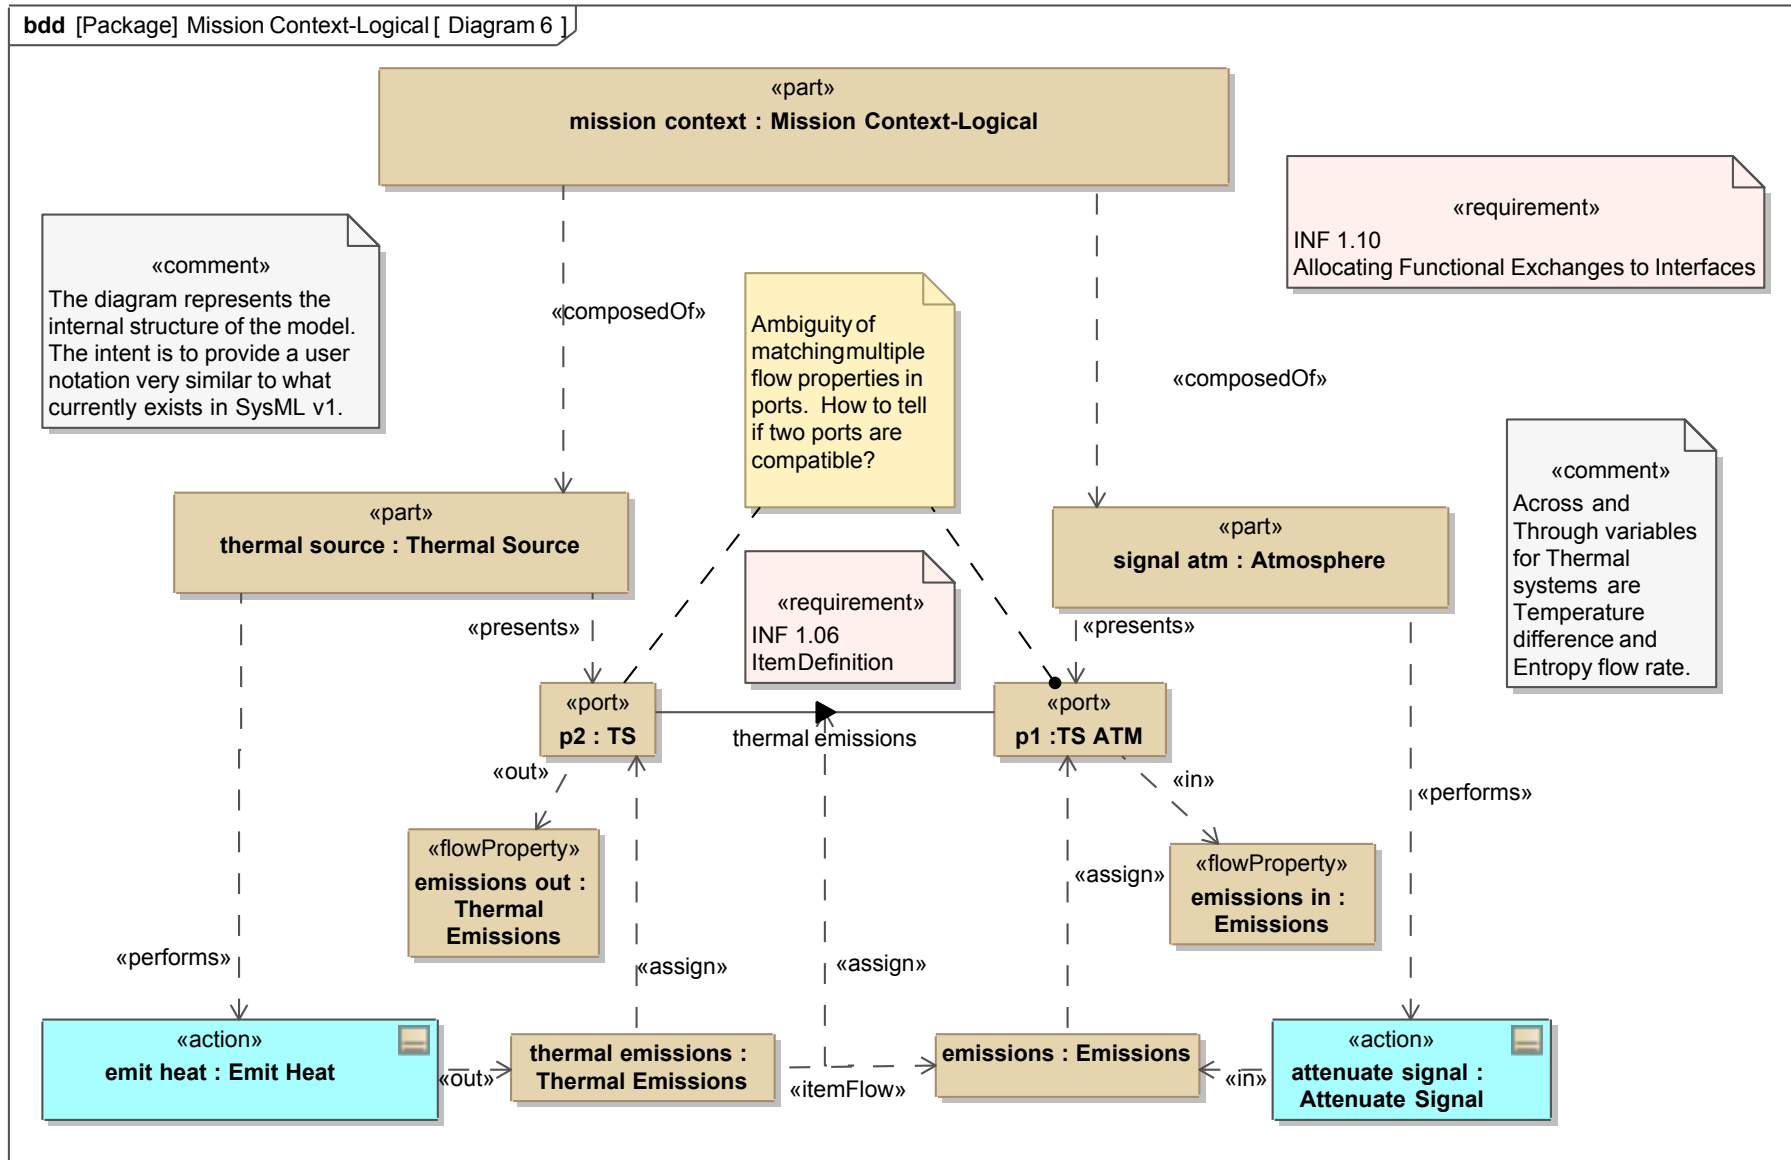 bdd [Package] Mission Context-Logical [ Diagram 6 ]
«part»
mission context : Mission Context-Logical
«requirement»
INF 1.10
Allocating Functional Exchanges to Interfaces
«comment»
The diagram represents the
internal structure of the model.
The intent is to provide a user
notation very similar to what
currently exists in SysML v1.
«composedOf»
Ambiguity of
matching multiple
flow properties in
ports. How to tell
if two ports are
compatible?
«composedOf»
«comment»
Across and
Through variables
for Thermal
systems are
Temperature
difference and
Entropy flow rate.
«part»
thermal source : Thermal Source
«part»
signal atm : Atmosphere
«presents»
«requirement»
INF 1.06
Item Definition
«presents»
«port»
p2 : TS
thermal emissions
«port»
p1 :TS ATM
«out»
«in»
«performs»
«flowProperty»
emissions out :
Thermal
Emissions
«assign»
«flowProperty»
emissions in :
Emissions
«performs»
«assign»
«assign»
«action»
emit heat : Emit Heat
«out»
thermal emissions :
Thermal Emissions
«itemFlow»
emissions : Emissions
«in»
«action»
attenuate signal :
Attenuate Signal